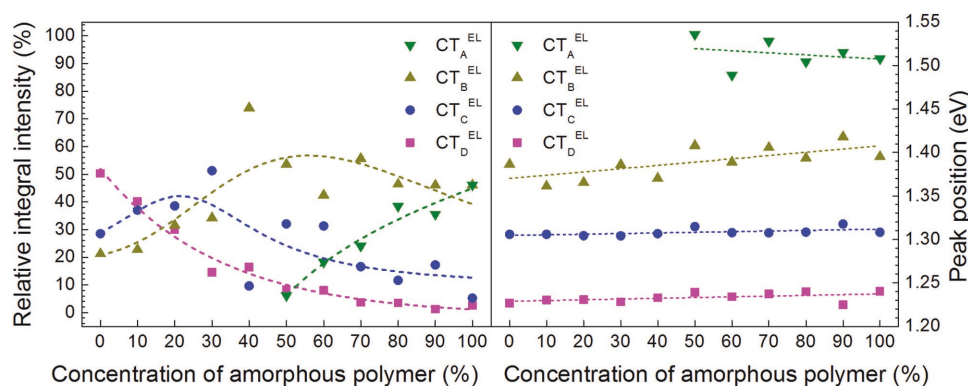 Relative integral intensity (%)
100
90
80
70
60
50
40
30
20
10
0
CT_A^EL
CT_B^EL
CT_C^EL
CT_D^EL
0 10 20 30 40 50 60 70 80 90 100
Concentration of amorphous polymer (%)
CT_A^EL
CT_B^EL
CT_C^EL
CT_D^EL
0 10 20 30 40 50 60 70 80 90 100
Concentration of amorphous polymer (%)
1.55
1.50
1.45
1.40
1.35
1.30
1.25
1.20
Peak position (eV)